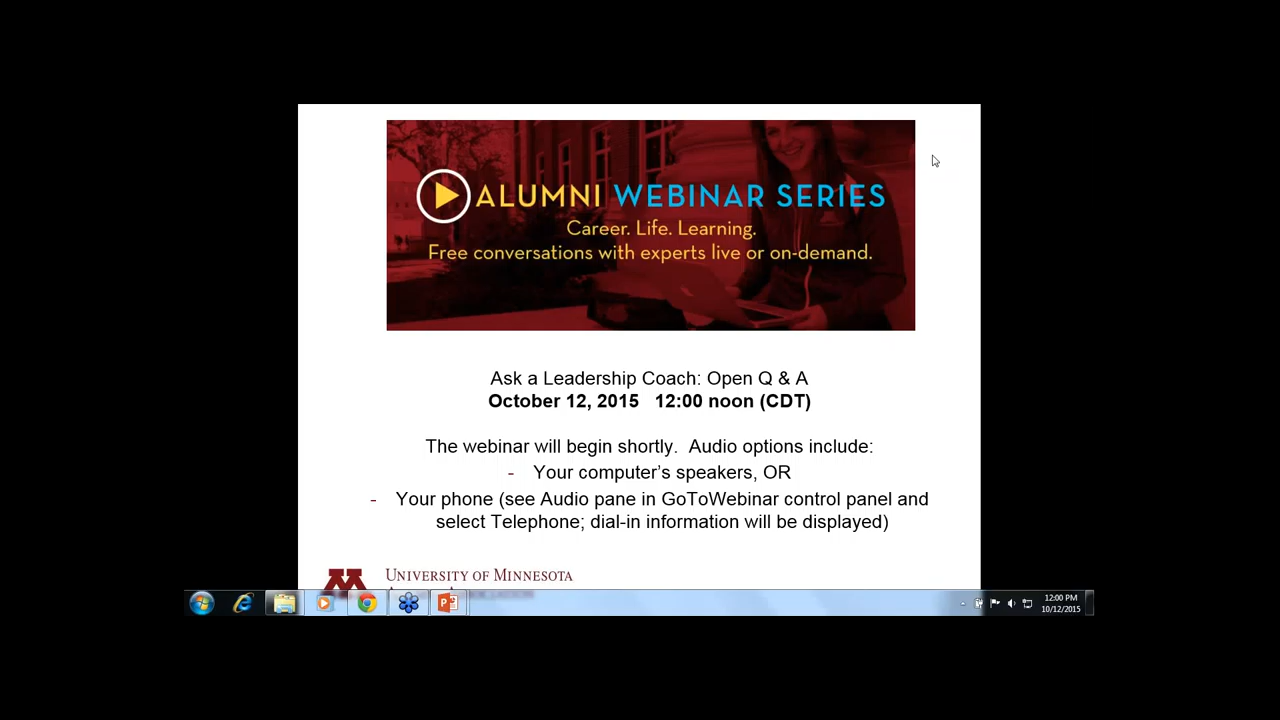 ALUMNI WEBINAR SERIES
Career. Life. Learning.
Free conversations with experts live or on-demand.
Ask a Leadership Coach: Open Q & A
October 12, 2015 12:00 noon (CDT)
The webinar will begin shortly. Audio options include:
- Your computer's speakers, OR
- Your phone (see Audio pane in GoToWebinar control panel and
select Telephone; dial-in information will be displayed)
UNIVERSITY OF MINNESOTA
12:00 PM
10/12/2015